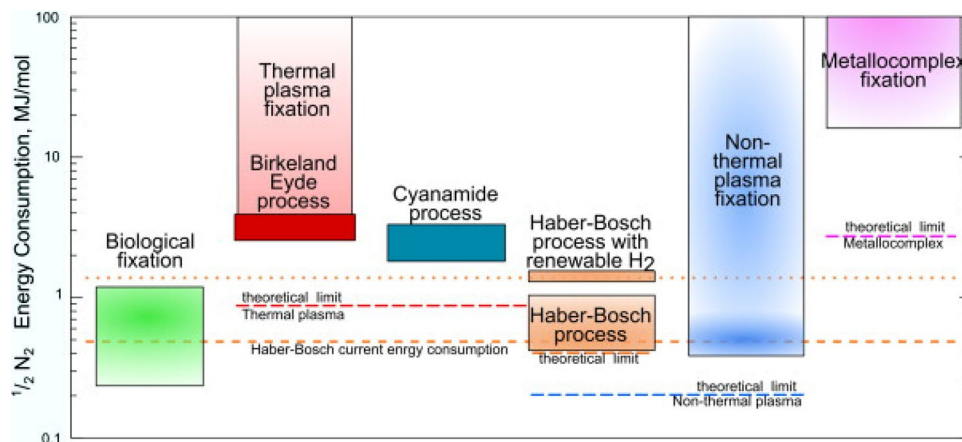 1/2 N2 Energy Consumption, MJ/mol
100
10
1
0.1
Biological
fixation
Thermal
plasma
fixation
Birkeland
Eyde
process
Cyanamide
process
Haber-Bosch
process with
renewable H2
Haber-Bosch
process
Non-
thermal
plasma
fixation
Metallocomplex
fixation
theoretical limit
Metallocomplex
theoretical limit
Thermal plasma
Haber-Bosch current enrgy consumption
theoretical limit
theoretical limit
Non-thermal plasma